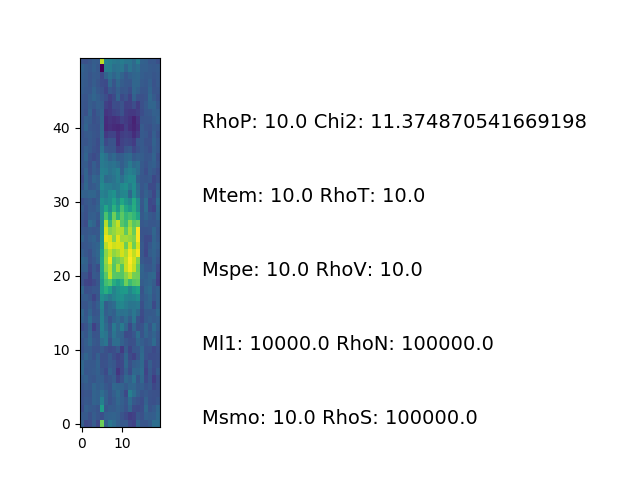 RhoP: 10.0 Chi2: 11.374870541669198
Mtem: 10.0 RhoT: 10.0
Mspe: 10.0 RhoV: 10.0
Ml1: 10000.0 RhoN: 100000.0
Msmo: 10.0 RhoS: 100000.0
40
30
20
10
0
0 10